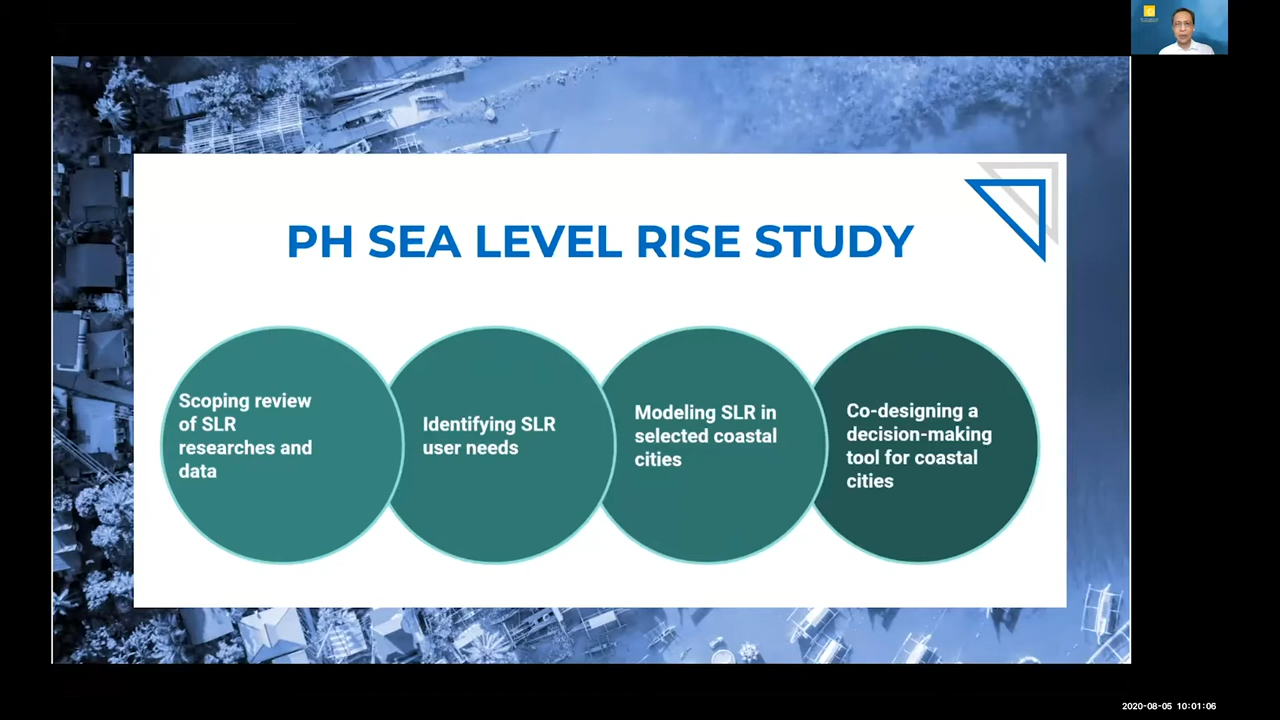 PH SEA LEVEL RISE STUDY
Scoping review
of SLR
researches and
data
Identifying SLR
user needs
Modeling SLR in
selected coastal
cities
Co-designing a
decision-making
tool for coastal
cities
2020-08-05 10:01:06